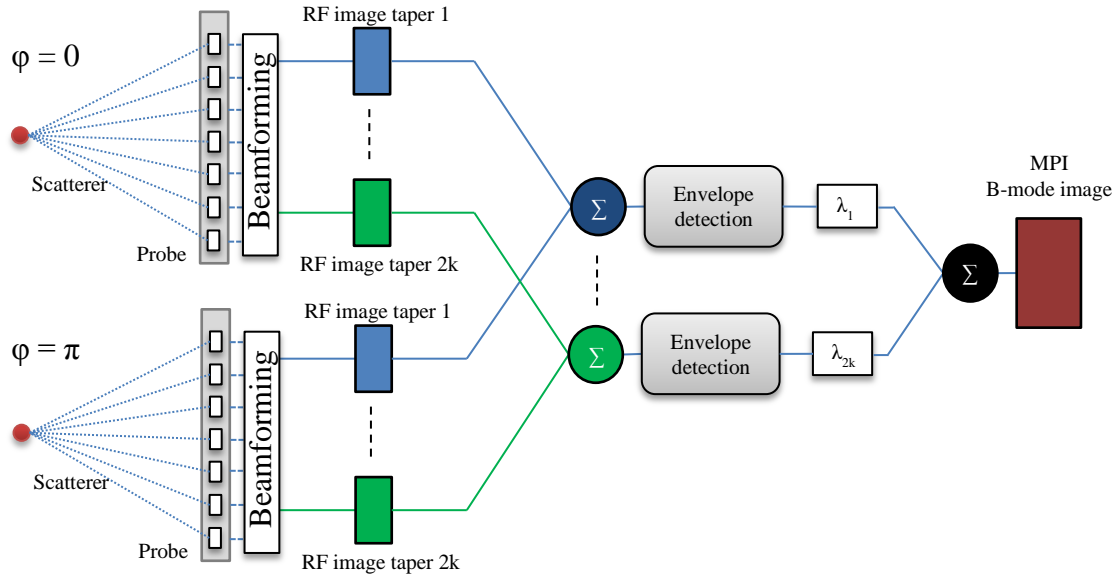 RF image taper 1
φ = 0
Beamforming
Scatterer
Probe
RF image taper 2k
∑
Envelope
detection
λ1
MPI
B-mode image
∑
RF image taper 1
φ = π
Beamforming
Scatterer
Probe
RF image taper 2k
∑
Envelope
detection
λ2k